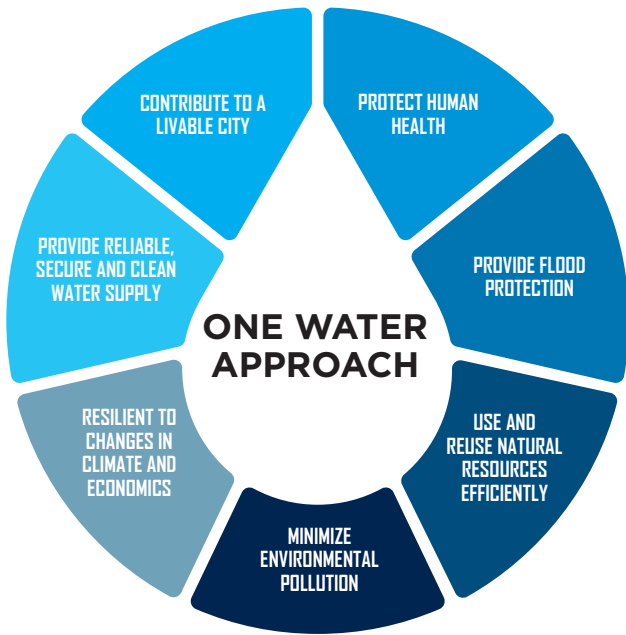 CONTRIBUTE TO A
LIVABLE CITY
PROTECT HUMAN
HEALTH
PROVIDE RELIABLE,
SECURE AND CLEAN
WATER SUPPLY
PROVIDE FLOOD
PROTECTION
ONE WATER
APPROACH
RESILIENT TO
CHANGES IN
CLIMATE AND
ECONOMICS
USE AND
REUSE NATURAL
RESOURCES
EFFICIENTLY
MINIMIZE
ENVIRONMENTAL
POLLUTION